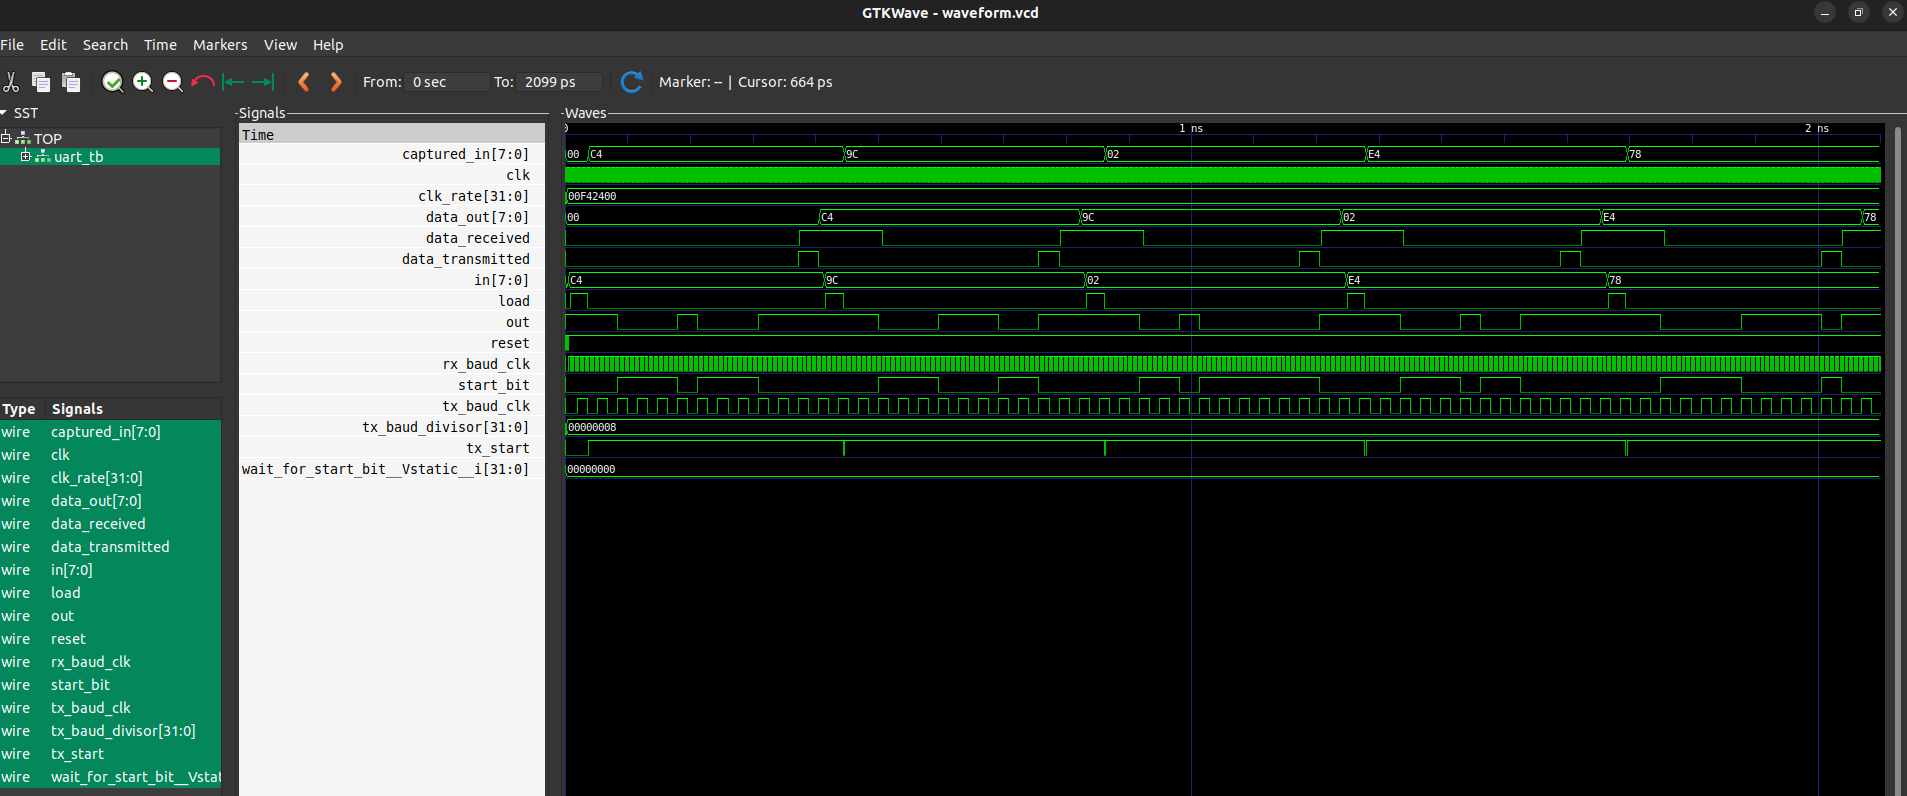 GTKWave - waveform.vcd
File Edit Search Time Markers View Help
From: 0 sec To: 2099 ps Marker: -- | Cursor: 664 ps
SST
TOP
uart_tb
Type Signals
wire captured_in[7:0]
wire clk
wire clk_rate[31:0]
wire data_out[7:0]
wire data_received
wire data_transmitted
wire in[7:0]
wire load
wire out
wire reset
wire rx_baud_clk
wire start_bit
wire tx_baud_clk
wire tx_baud_divisor[31:0]
wire tx_start
wire wait_for_start_bit__Vstat
Signals
Time
captured_in[7:0]
clk
clk_rate[31:0]
data_out[7:0]
data_received
data_transmitted
in[7:0]
load
out
reset
rx_baud_clk
start_bit
tx_baud_clk
tx_baud_divisor[31:0]
tx_start
wait_for_start_bit__Vstatic__i[31:0]
Waves
0 1 ns 2 ns
00 C4 9C 02 E4 78
00F42400
00 C4 9C 02 E4 78
C4 9C 02 E4 78
00000008
00000000